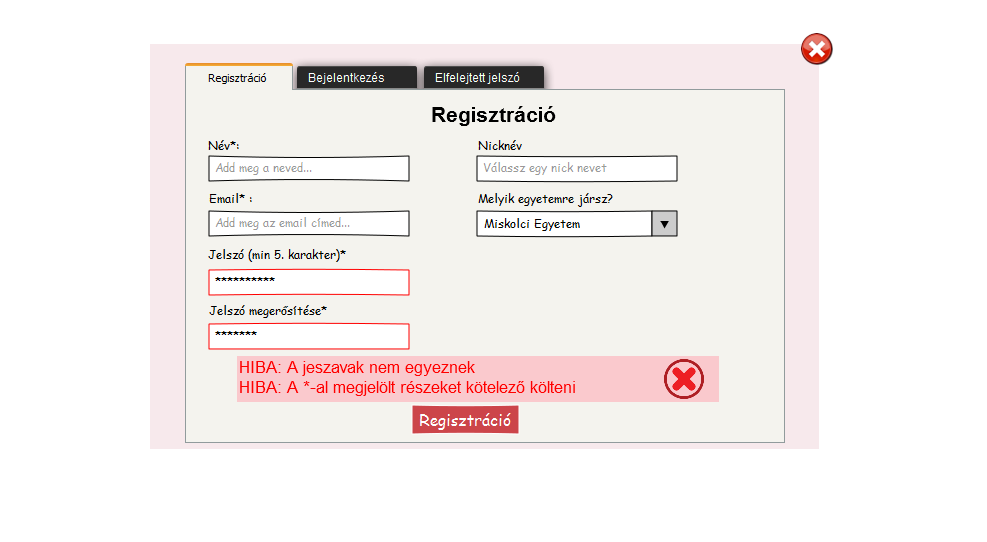 Regisztráció Bejelentkezés Elfelejtett jelszó
Regisztráció
Név*:
Add meg a neved...
Nicknév
Válassz egy nick nevet
Email* :
Add meg az email címed...
Melyik egyetemre jársz?
Miskolci Egyetem
Jelszó (min 5. karakter)*
**********
Jelszó megerősítése*
*******
HIBA: A jeszavak nem egyeznek
HIBA: A *-al megjelölt részeket kötelező költeni
Regisztráció